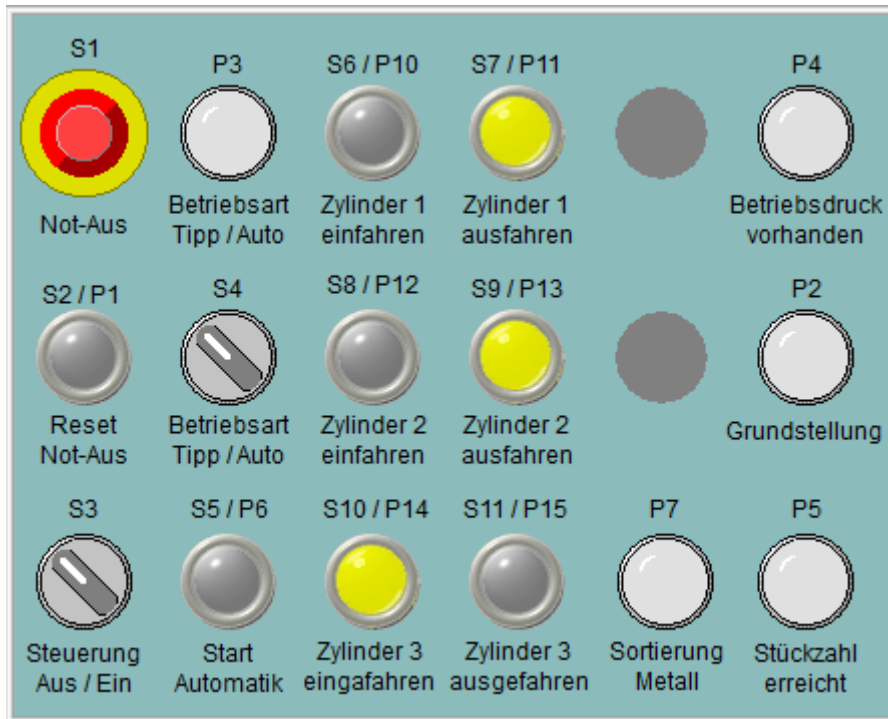 S1
P3
S6 / P10
S7 / P11
P4
Not-Aus
Betriebsart
Tipp / Auto
Zylinder 1
einfahren
Zylinder 1
ausfahren
Betriebsdruck
vorhanden
S2 / P1
S4
S8 / P12
S9 / P13
P2
Reset
Not-Aus
Betriebsart
Tipp / Auto
Zylinder 2
einfahren
Zylinder 2
ausfahren
Grundstellung
S3
S5 / P6
S10 / P14
S11 / P15
P7
P5
Steuerung
Aus / Ein
Start
Automatik
Zylinder 3
eingafahren
Zylinder 3
ausgefahren
Sortierung
Metall
Stückzahl
erreicht